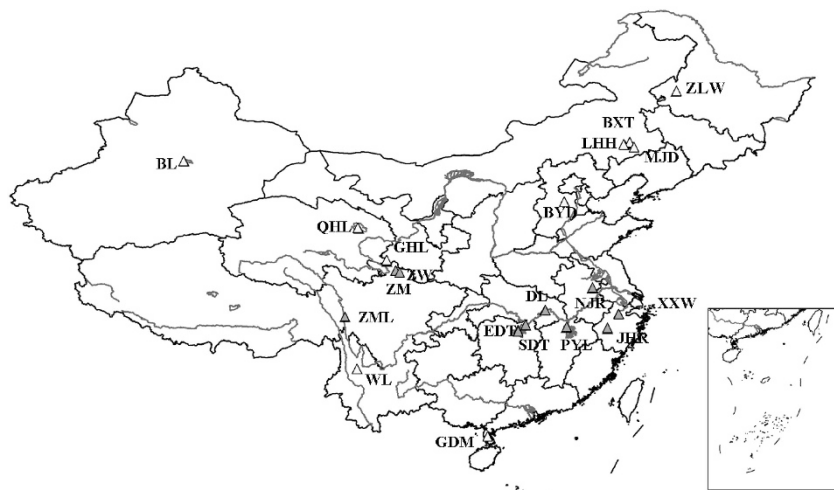 ZLW
BXT
LHH
MJD
BL
BYD
QHL
GHL
ZW
ZM
DL
NJR
XXW
ZML
EDT
SDT
PYL
JHR
WL
GDM